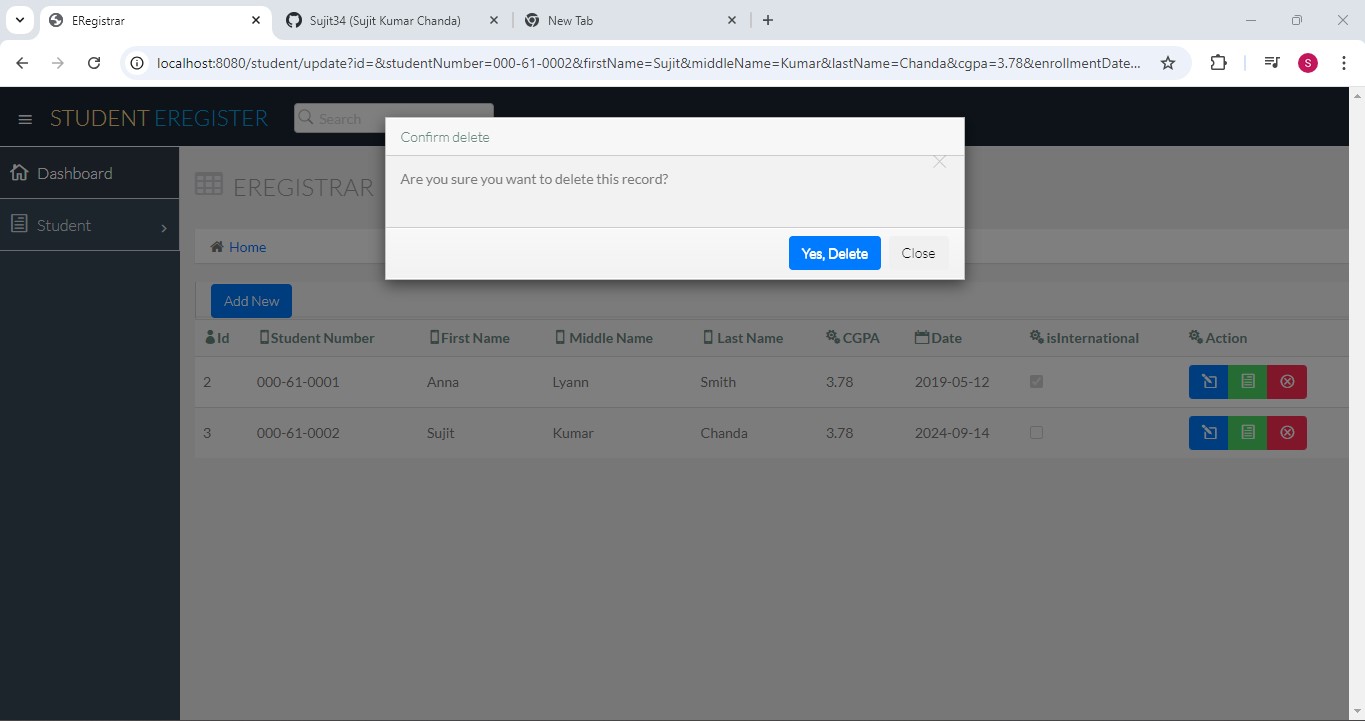 ERegistrar
Sujit34 (Sujit Kumar Chanda)
New Tab
localhost:8080/student/update?id=&studentNumber=000-61-0002&firstName=Sujit&middleName=Kumar&lastName=Chanda&cgpa=3.78&enrollmentDate...
S
STUDENT EREGISTER
Search
Confirm delete
Are you sure you want to delete this record?
Yes, Delete
Close
Dashboard
Student
EREGISTRAR
Home
Add New
Id Student Number First Name Middle Name Last Name CGPA Date isInternational Action
2 000-61-0001 Anna Lyann Smith 3.78 2019-05-12
3 000-61-0002 Sujit Kumar Chanda 3.78 2024-09-14